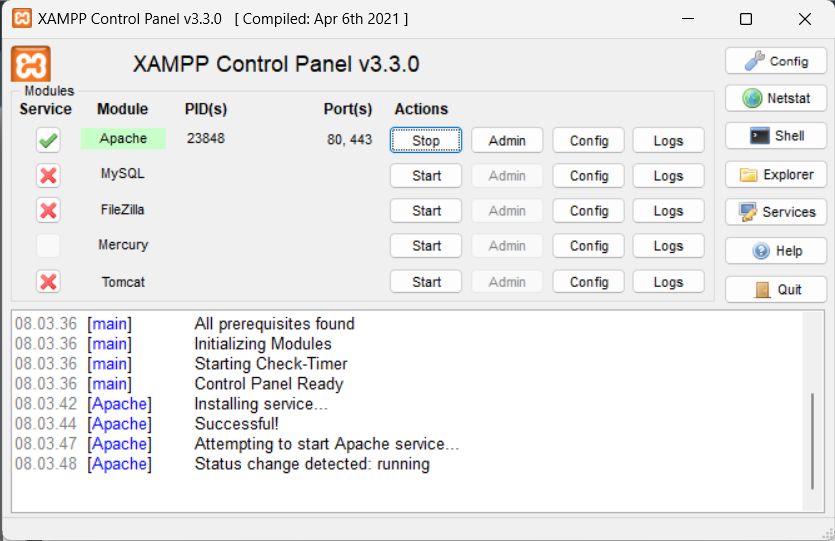 XAMPP Control Panel v3.3.0 [ Compiled: Apr 6th 2021 ]
XAMPP Control Panel v3.3.0
Config
Modules
Service Module PID(s) Port(s) Actions
Netstat
Apache 23848 80, 443 Stop Admin Config Logs
Shell
MySQL Start Admin Config Logs
Explorer
FileZilla Start Admin Config Logs
Services
Mercury Start Admin Config Logs
Help
Tomcat Start Admin Config Logs
Quit
08.03.36 [main] All prerequisites found
08.03.36 [main] Initializing Modules
08.03.36 [main] Starting Check-Timer
08.03.36 [main] Control Panel Ready
08.03.42 [Apache] Installing service...
08.03.44 [Apache] Successful!
08.03.47 [Apache] Attempting to start Apache service...
08.03.48 [Apache] Status change detected: running